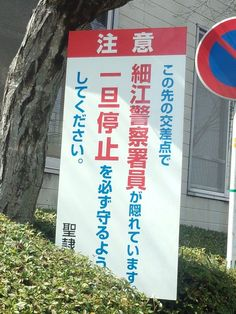 注意
この先の交差点で
細江警察署員が隠れています
一旦停止を必ず守るよう
してください。
聖隷